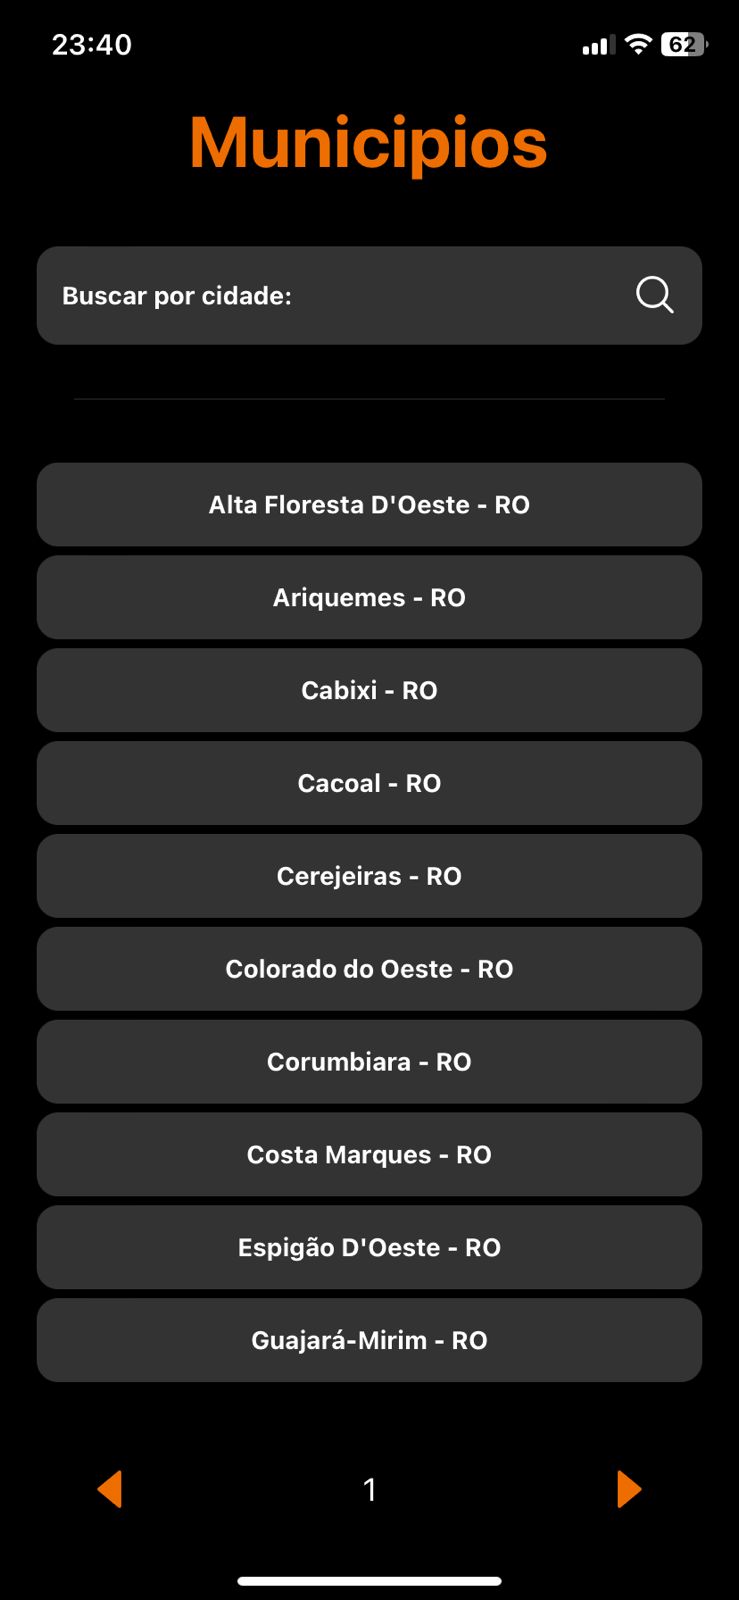 23:40
62
Municipios
Buscar por cidade:
Alta Floresta D'Oeste - RO
Ariquemes - RO
Cabixi - RO
Cacoal - RO
Cerejeiras - RO
Colorado do Oeste - RO
Corumbiara - RO
Costa Marques - RO
Espigão D'Oeste - RO
Guajará-Mirim - RO
1